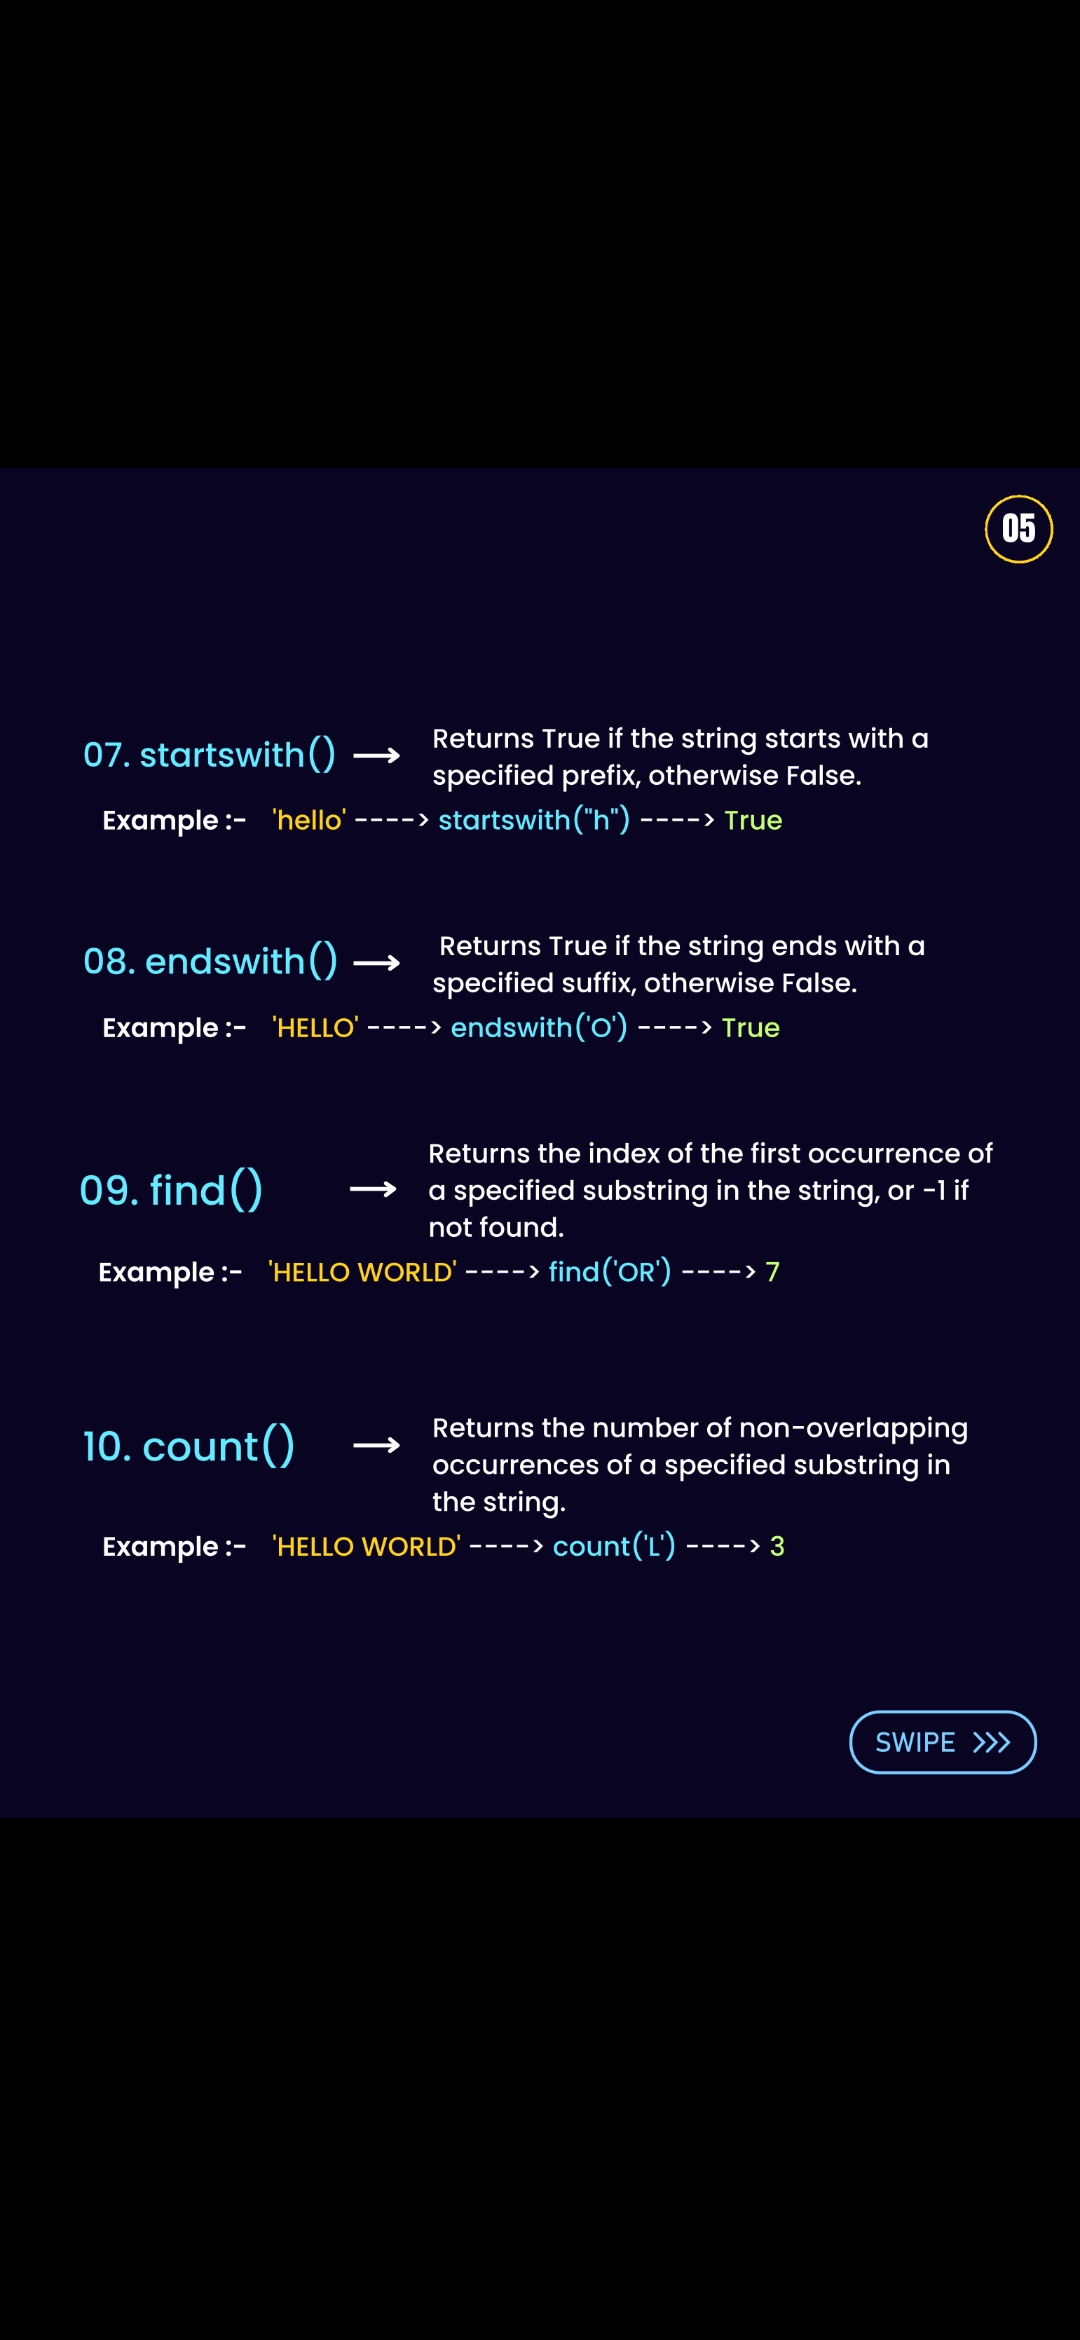 05
07. startswith() → Returns True if the string starts with a
specified prefix, otherwise False.
Example :- 'hello' ----> startswith("h") ----> True
08. endswith() → Returns True if the string ends with a
specified suffix, otherwise False.
Example :- 'HELLO' ----> endswith('O') ----> True
09. find() → Returns the index of the first occurrence of
a specified substring in the string, or -1 if
not found.
Example :- 'HELLO WORLD' ----> find('OR') ----> 7
10. count() → Returns the number of non-overlapping
occurrences of a specified substring in
the string.
Example :- 'HELLO WORLD' ----> count('L') ----> 3
SWIPE >>>